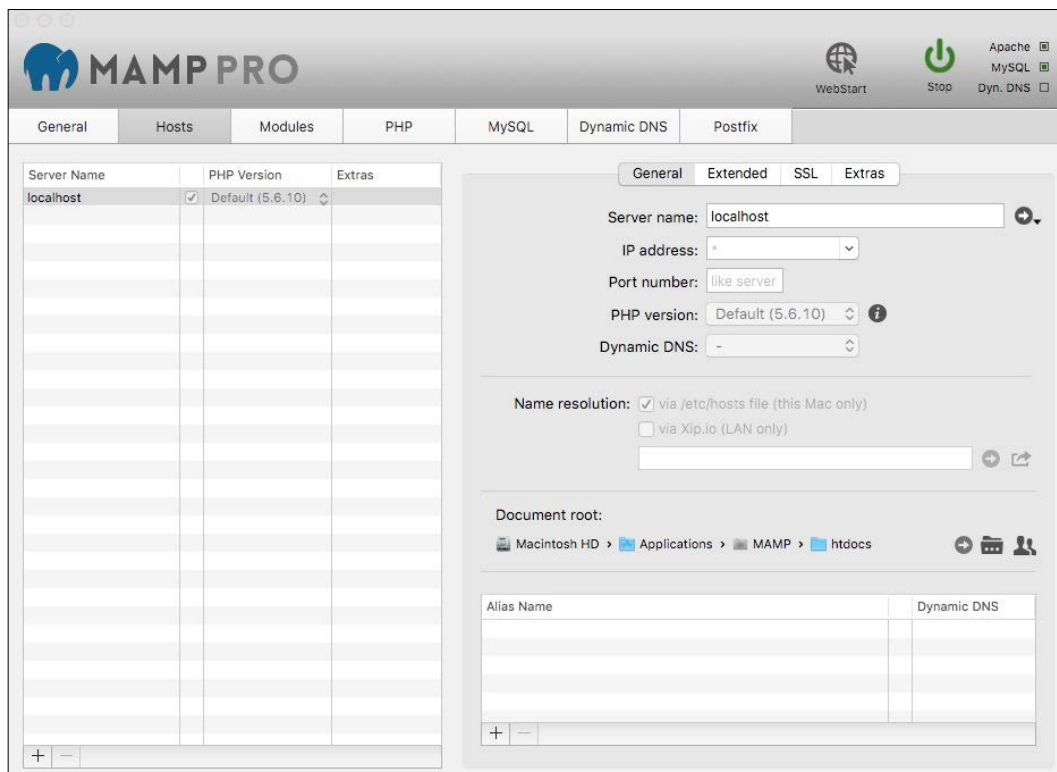 MAMP PRO
WebStart
Stop
Apache
MySQL
Dyn. DNS
General Hosts Modules PHP MySQL Dynamic DNS Postfix
Server Name PHP Version Extras
localhost Default (5.6.10)
General Extended SSL Extras
Server name: localhost
IP address: *
Port number: like server
PHP version: Default (5.6.10)
Dynamic DNS: -
Name resolution: via /etc/hosts file (this Mac only)
via Xip.io (LAN only)
Document root:
Macintosh HD › Applications › MAMP › htdocs
Alias Name Dynamic DNS